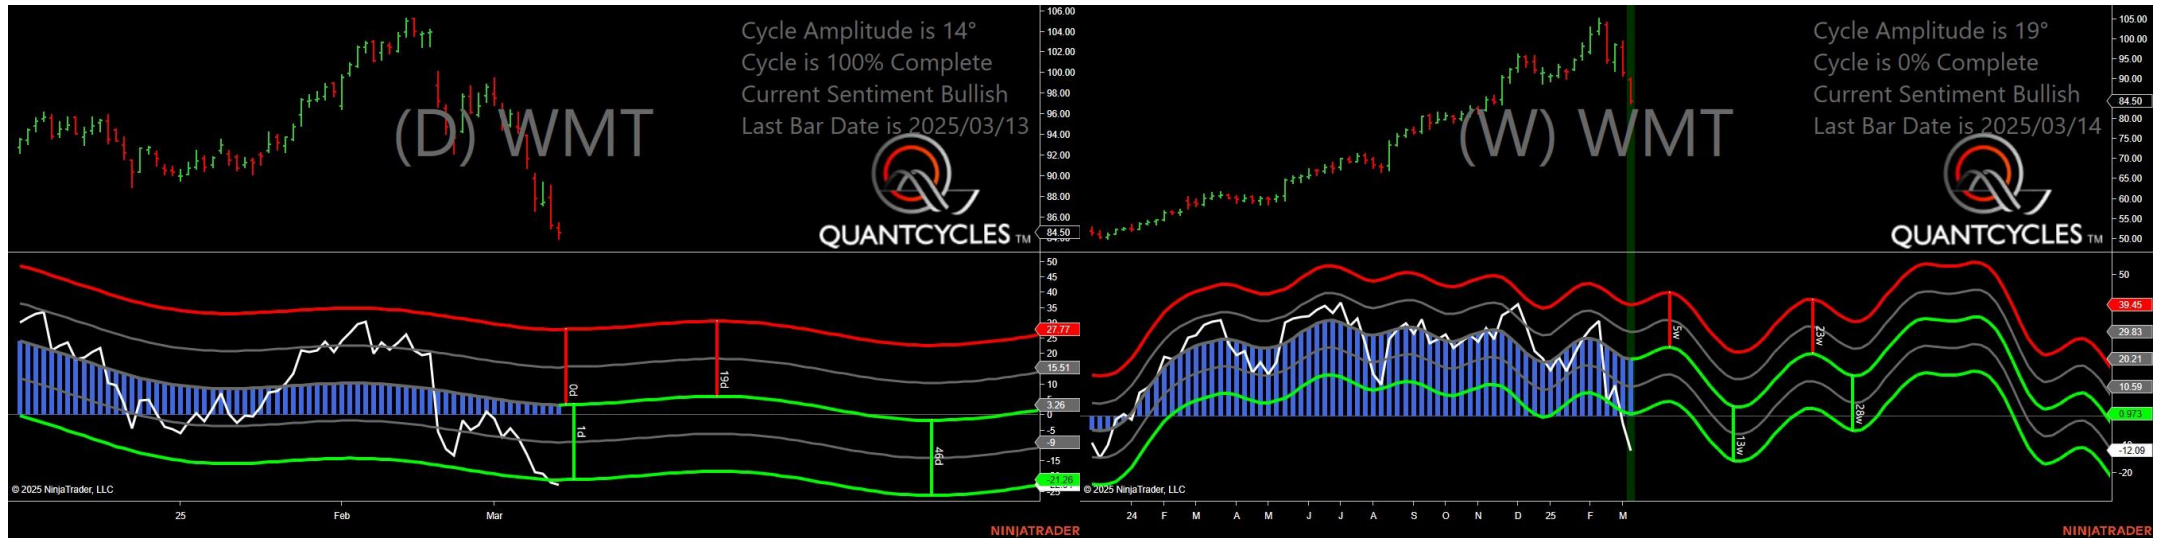 Cycle Amplitude is 14°
Cycle is 100% Complete
Current Sentiment Bullish
Last Bar Date is 2025/03/13
(D) WMT
QUANTCYCLES TM
106.00
104.00
102.00
100.00
98.00
96.00
94.00
92.00
90.00
88.00
86.00
84.50
50
45
40
35
30
27.77
25
20
15.51
10
3.26
0
-5
-9
-15
-21.26
0d
1d
19d
46d
© 2025 NinjaTrader, LLC
25
Feb
Mar
NINJATRADER
Cycle Amplitude is 19°
Cycle is 0% Complete
Current Sentiment Bullish
Last Bar Date is 2025/03/14
(W) WMT
QUANTCYCLES TM
105.00
100.00
95.00
90.00
84.50
80.00
75.00
70.00
65.00
60.00
55.00
50.00
50
39.45
29.83
20.21
10.59
0.973
-12.09
-20
5w
13w
23w
28w
© 2025 NinjaTrader, LLC
24 F M A M J J A S O N D 25 F M
NINJATRADER